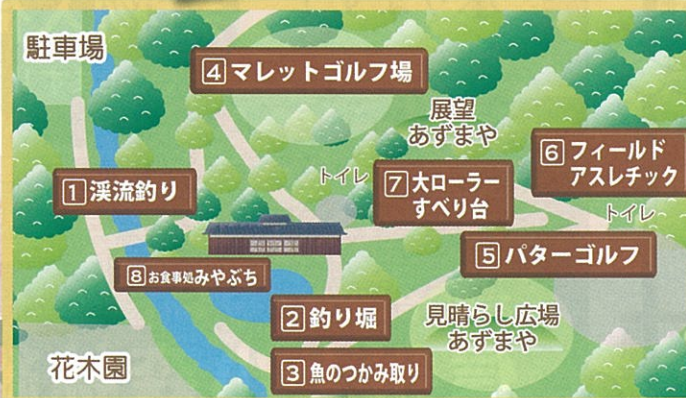 駐車場
4 マレットゴルフ場
展望
あずまや
6 フィールド
アスレチック
トイレ
7 大ローラー
すべり台
1 渓流釣り
トイレ
5 パターゴルフ
8 お食事処みやぶち
2 釣り堀
見晴らし広場
あずまや
花木園
3 魚のつかみ取り